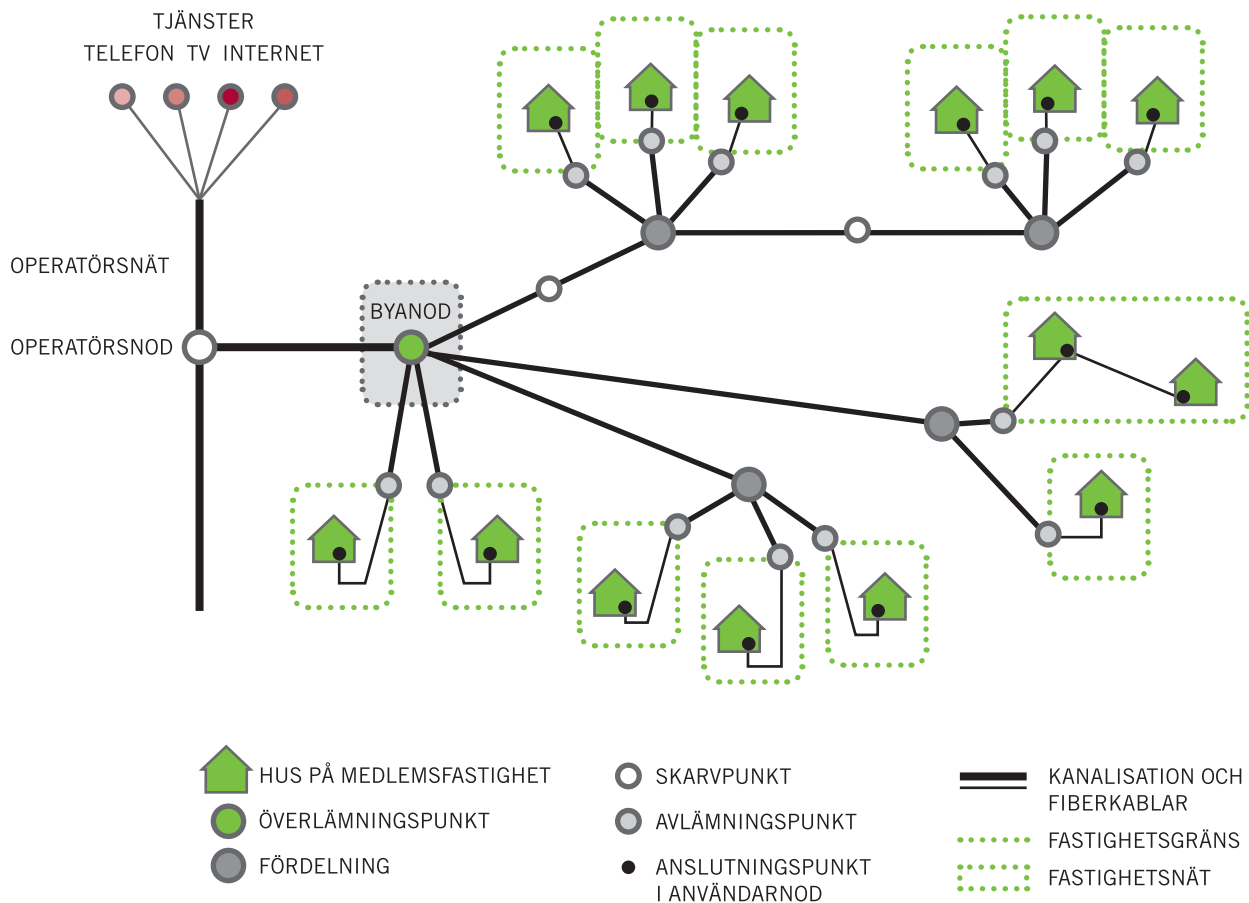 TJÄNSTER
TELEFON TV INTERNET
OPERATÖRSNÄT
OPERATÖRSNOD
BYANOD
HUS PÅ MEDLEMSFASTIGHET
ÖVERLÄMNINGSPUNKT
FÖRDELNING
SKARVPUNKT
AVLÄMNINGSPUNKT
ANSLUTNINGSPUNKT
I ANVÄNDARNOD
KANALISATION OCH
FIBERKABLAR
FASTIGHETSGRÄNS
FASTIGHETSNÄT